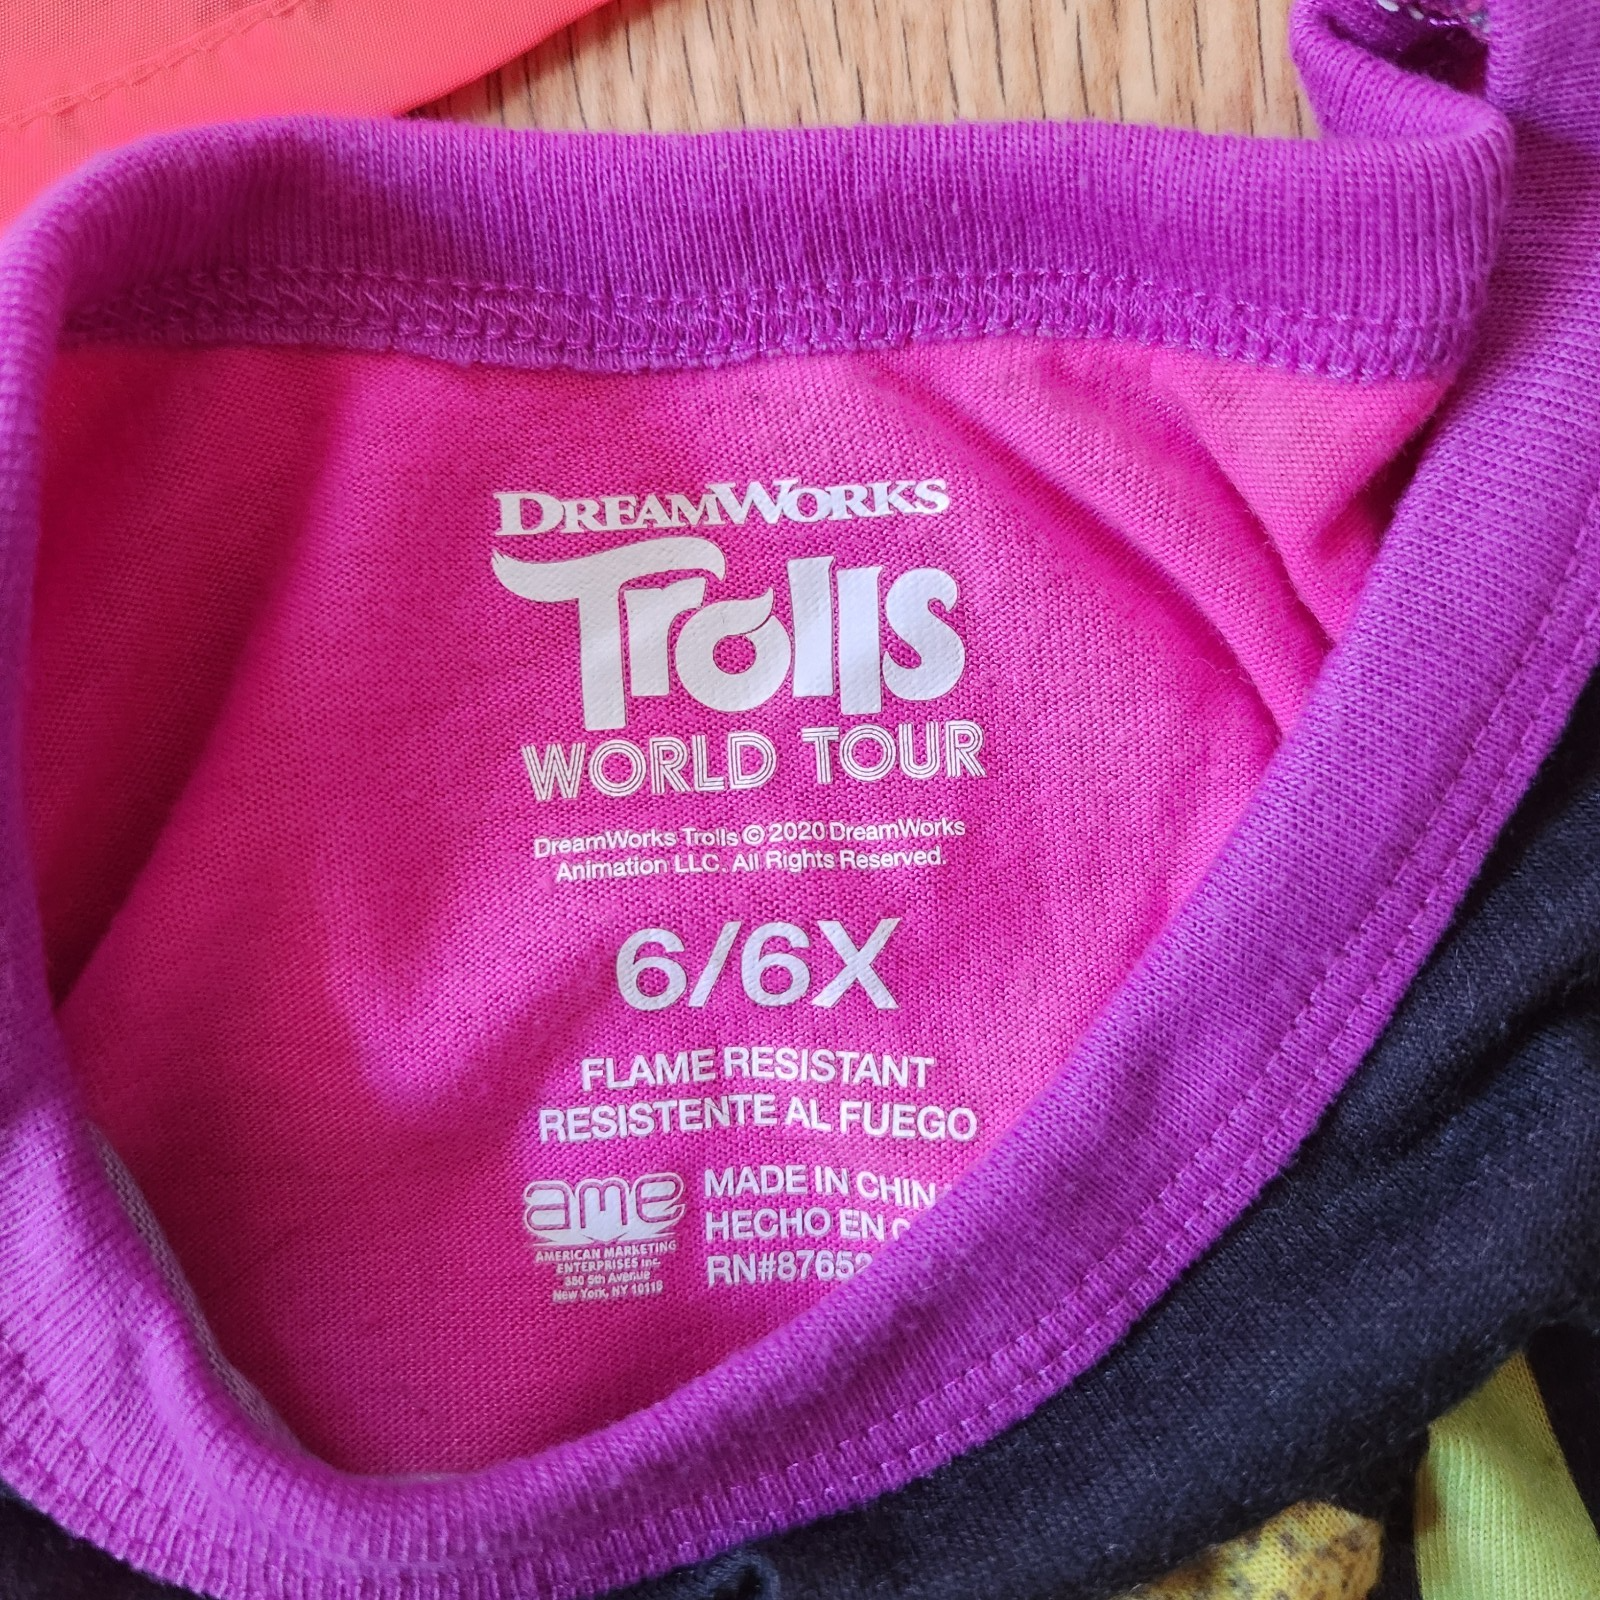 DREAMWORKS
Trolls
WORLD TOUR
DreamWorks Trolls © 2020 DreamWorks
Animation LLC. All Rights Reserved.
6/6X
FLAME RESISTANT
RESISTENTE AL FUEGO
ame
AMERICAN MARKETING
ENTERPRISES Inc.
350 5th Avenue
New York, NY 10118
MADE IN CHIN
HECHO EN C
RN#8765